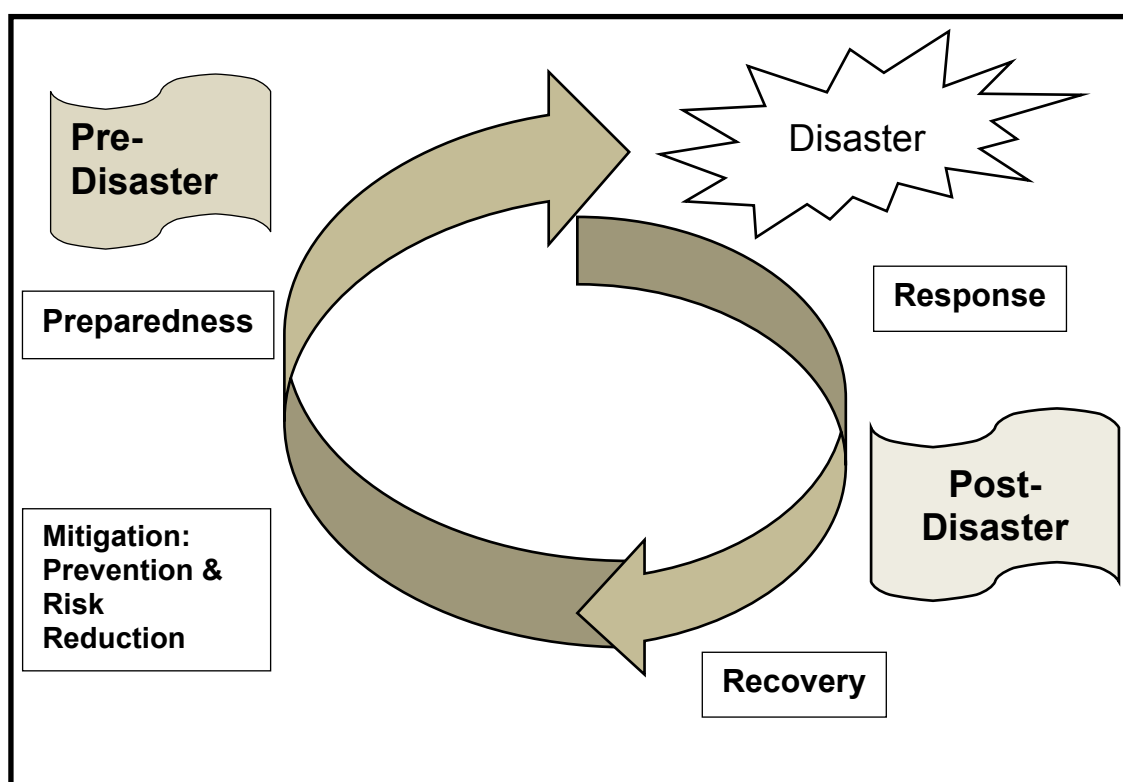 Pre-
Disaster
Disaster
Preparedness
Response
Post-
Disaster
Mitigation:
Prevention &
Risk
Reduction
Recovery